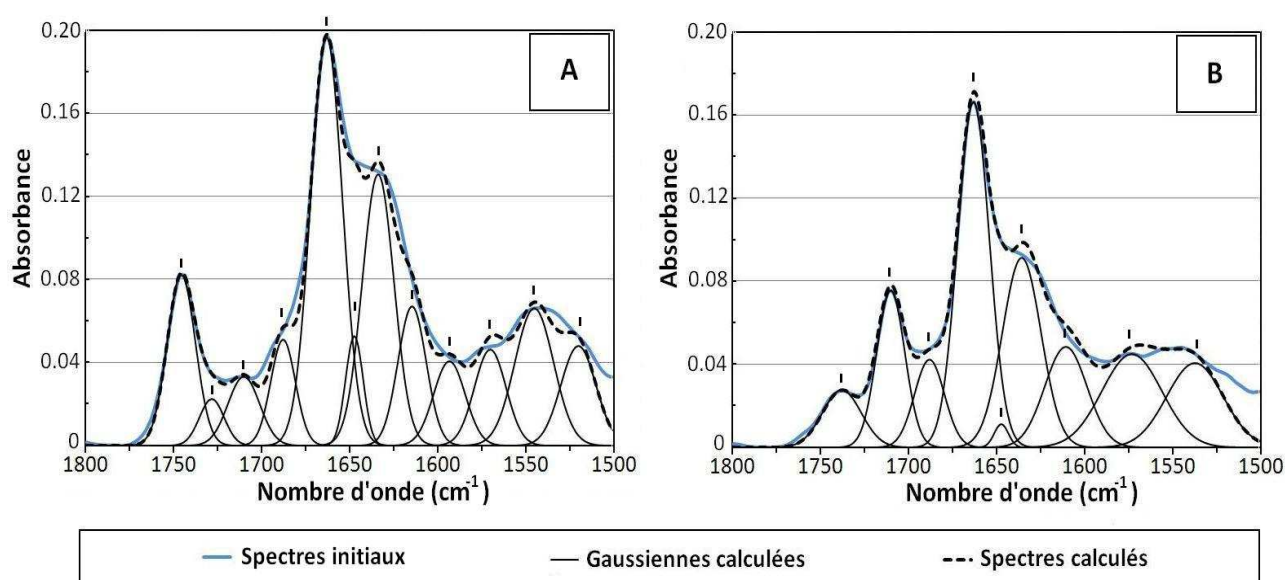 A
Absorbance
0.20
0.16
0.12
0.08
0.04
0
1800 1750 1700 1650 1600 1550 1500
Nombre d'onde (cm-1)
B
Absorbance
0.20
0.16
0.12
0.08
0.04
0
1800 1750 1700 1650 1600 1550 1500
Nombre d'onde (cm-1)
Spectres initiaux Gaussiennes calculées Spectres calculés